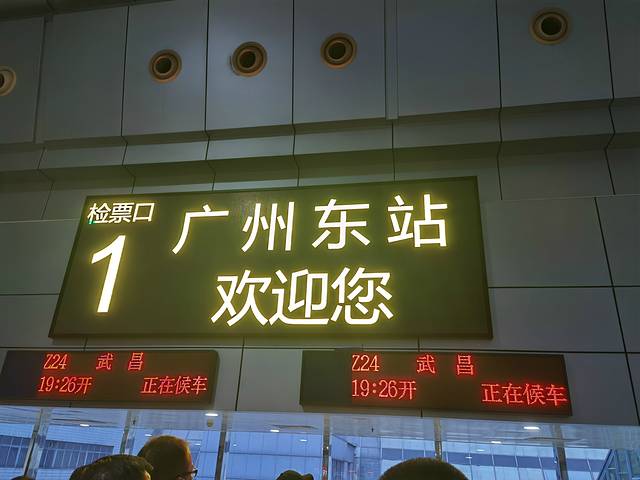 检票口
1
广州东站
欢迎您
Z24 武昌
19:26开 正在候车
Z24 武昌
19:26开 正在候车